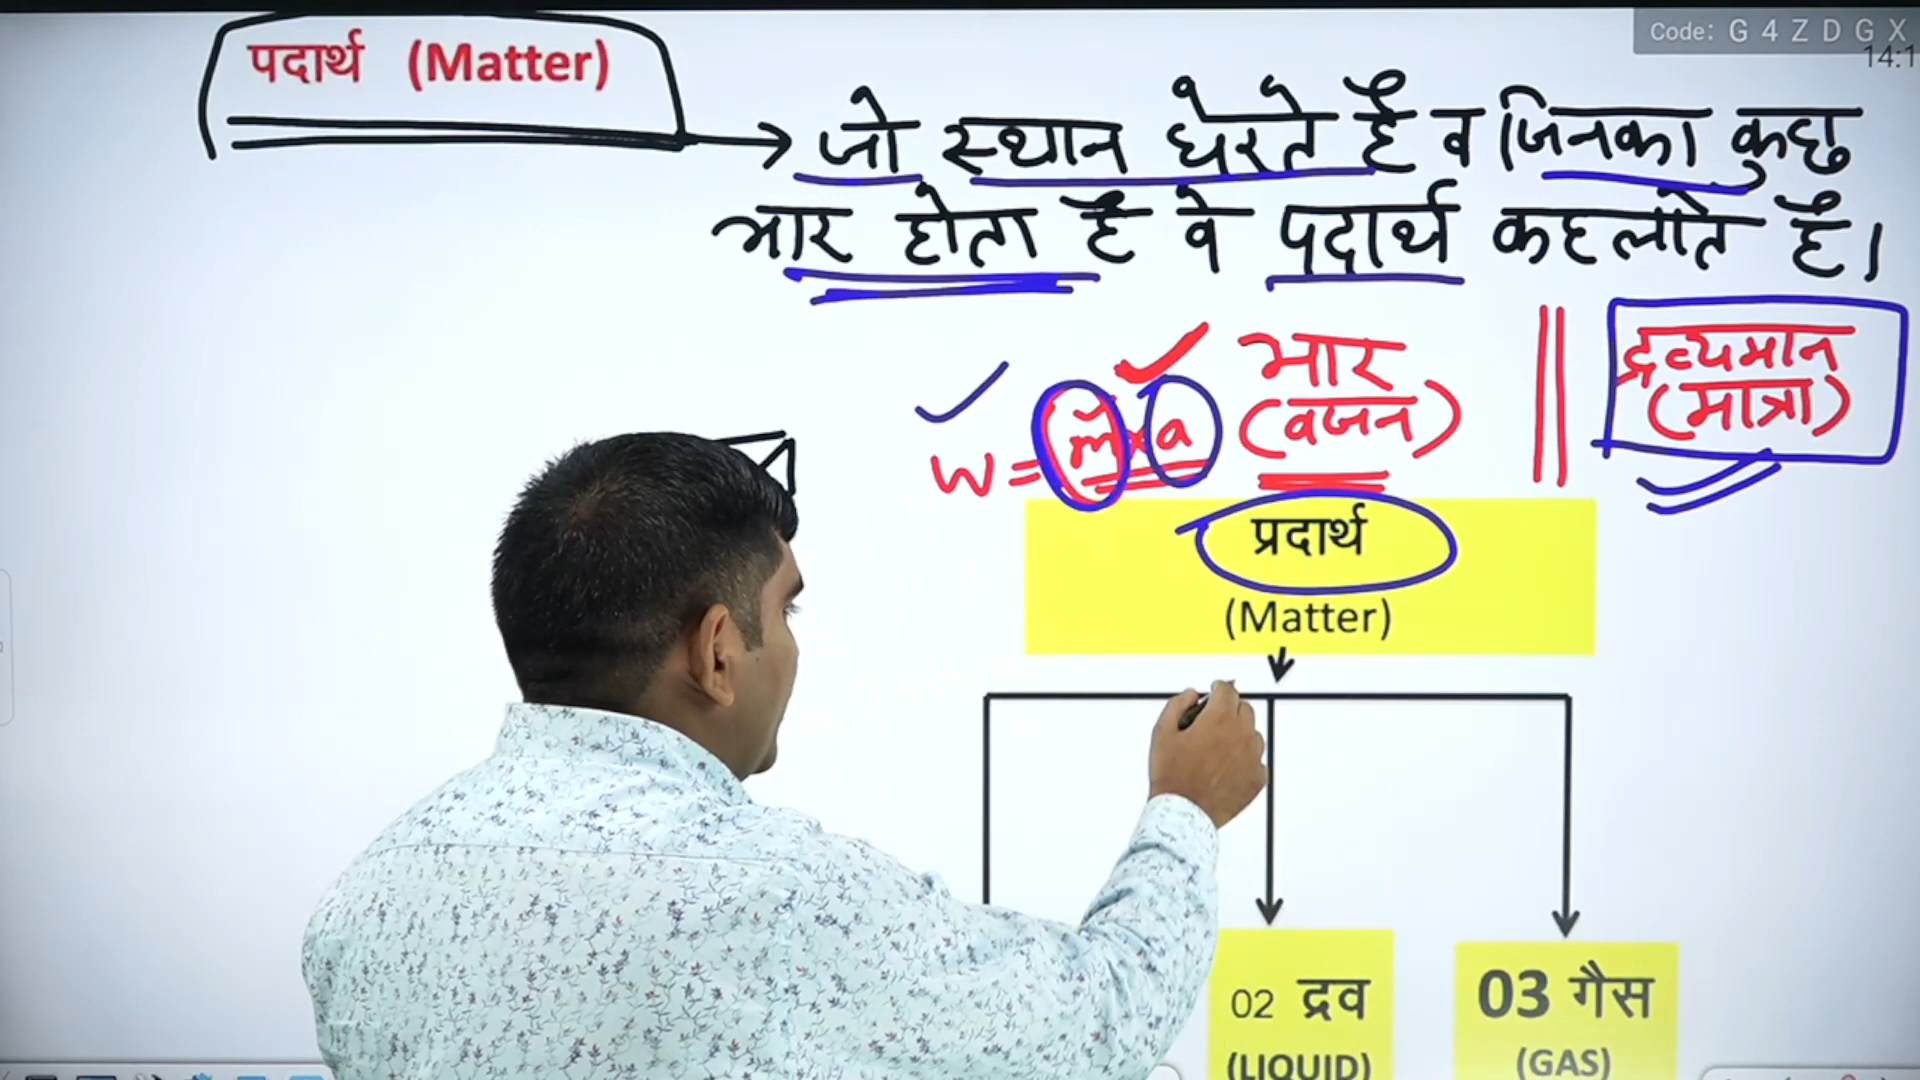 Code: G 4 Z D G X
14:1
पदार्थ (Matter)
जो स्थान घेरते हैं व जिनका कुछ
भार होता है वे पदार्थ कहलाते हैं।
भार
(वजन)
द्रव्यमान
(मात्रा)
W = m×a
प्रदार्थ
(Matter)
02 द्रव
(LIQUID)
03 गैस
(GAS)